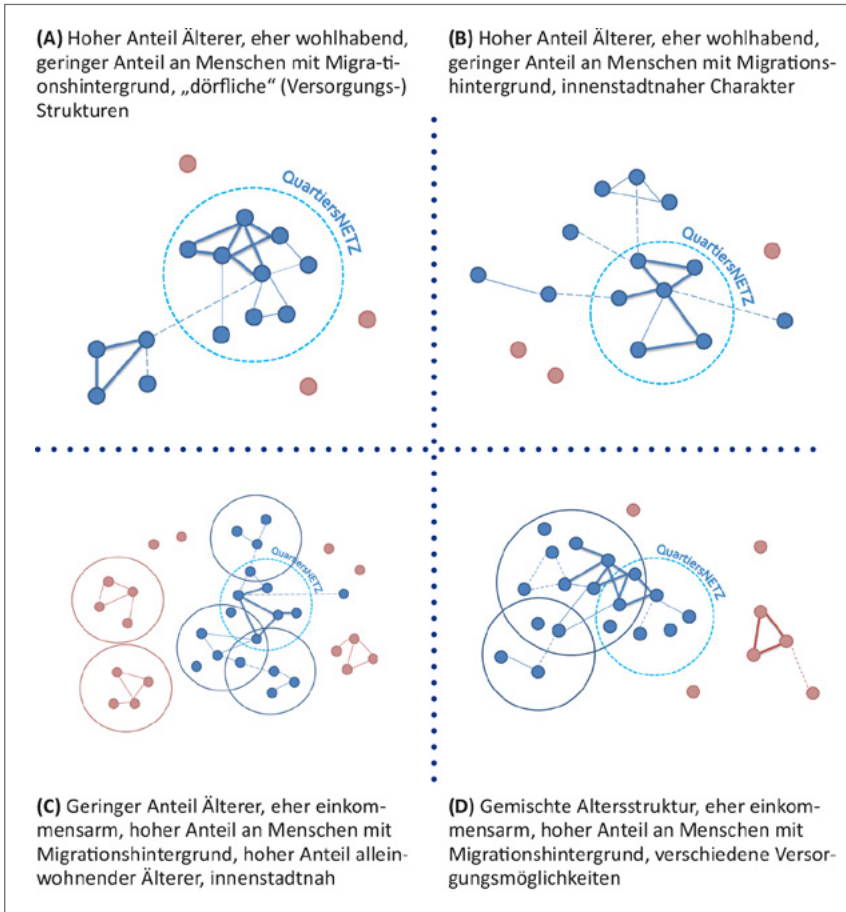 (A) Hoher Anteil Älterer, eher wohlhabend,
geringer Anteil an Menschen mit Migra-ti-
onshintergrund, „dörfliche“ (Versorgungs-)
Strukturen
(B) Hoher Anteil Älterer, eher wohlhabend,
geringer Anteil an Menschen mit Migrations-
hintergrund, innenstadtnaher Charakter
QuartiersNETZ
QuartiersNETZ
QuartiersNETZ
QuartiersNETZ
(C) Geringer Anteil Älterer, eher einkom-
mensarm, hoher Anteil an Menschen mit
Migrationshintergrund, hoher Anteil allein-
wohnender Älterer, innenstadtnah
(D) Gemischte Altersstruktur, eher einkom-
mensarm, hoher Anteil an Menschen mit
Migrationshintergrund, verschiedene Versor-
gungsmöglichkeiten